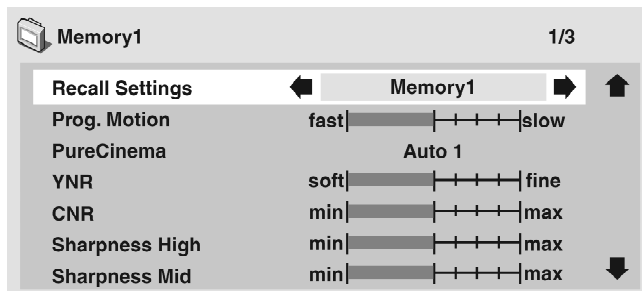 Memory1 1/3
Recall Settings Memory1
Prog. Motion fast slow
PureCinema Auto 1
YNR soft fine
CNR min max
Sharpness High min max
Sharpness Mid min max